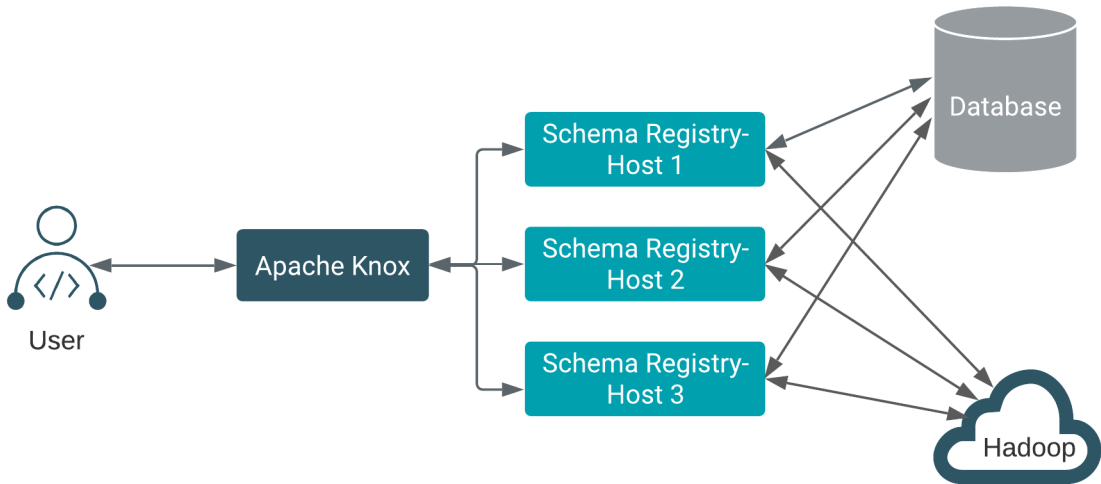 Database
Schema Registry-
Host 1
Schema Registry-
Host 2
Apache Knox
</>
User
Schema Registry-
Host 3
Hadoop